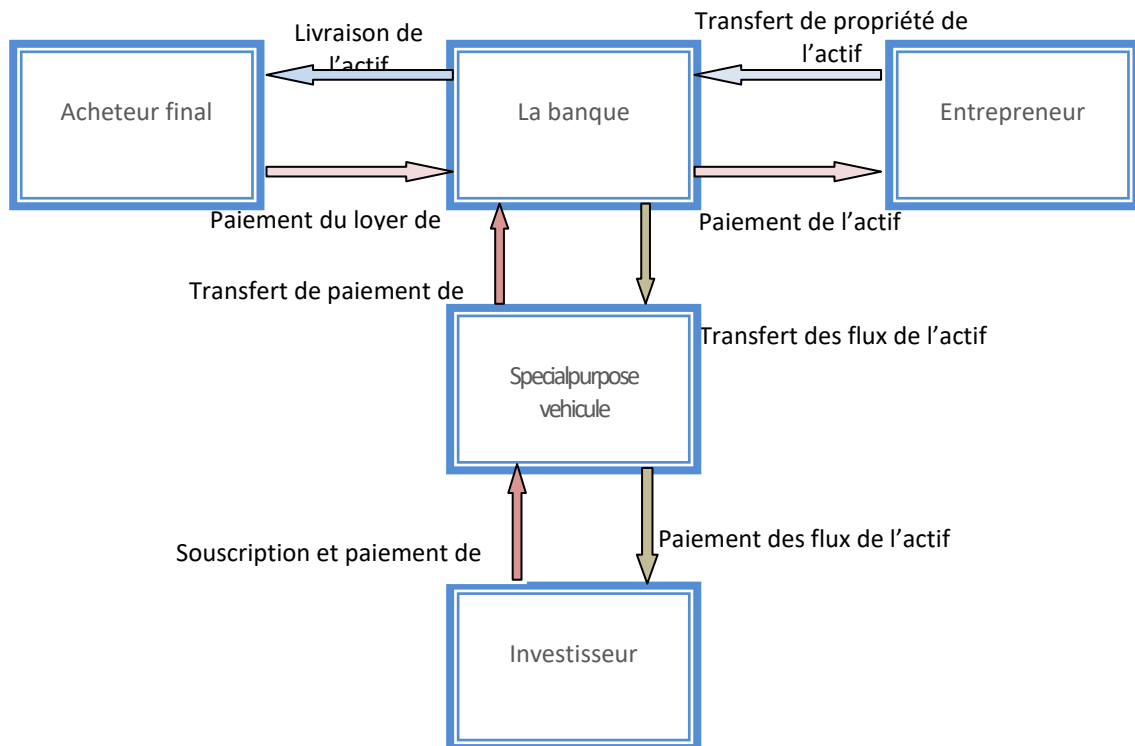 Livraison de
l'actif
Transfert de propriété de
l'actif
Acheteur final
La banque
Entrepreneur
Paiement du loyer de
Paiement de l'actif
Transfert de paiement de
Transfert des flux de l'actif
Specialpurpose
vehicule
Souscription et paiement de
Paiement des flux de l'actif
Investisseur